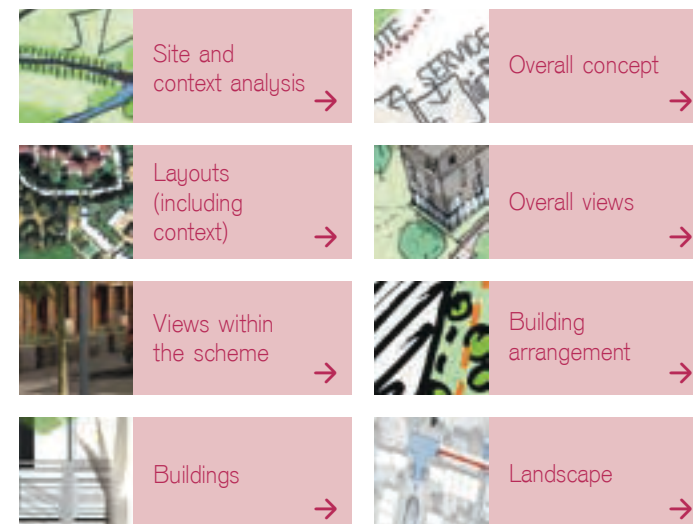 Site and
context analysis
Overall concept
Layouts
(including
context)
Overall views
Views within
the scheme
Building
arrangement
Buildings
Landscape
SERVICE